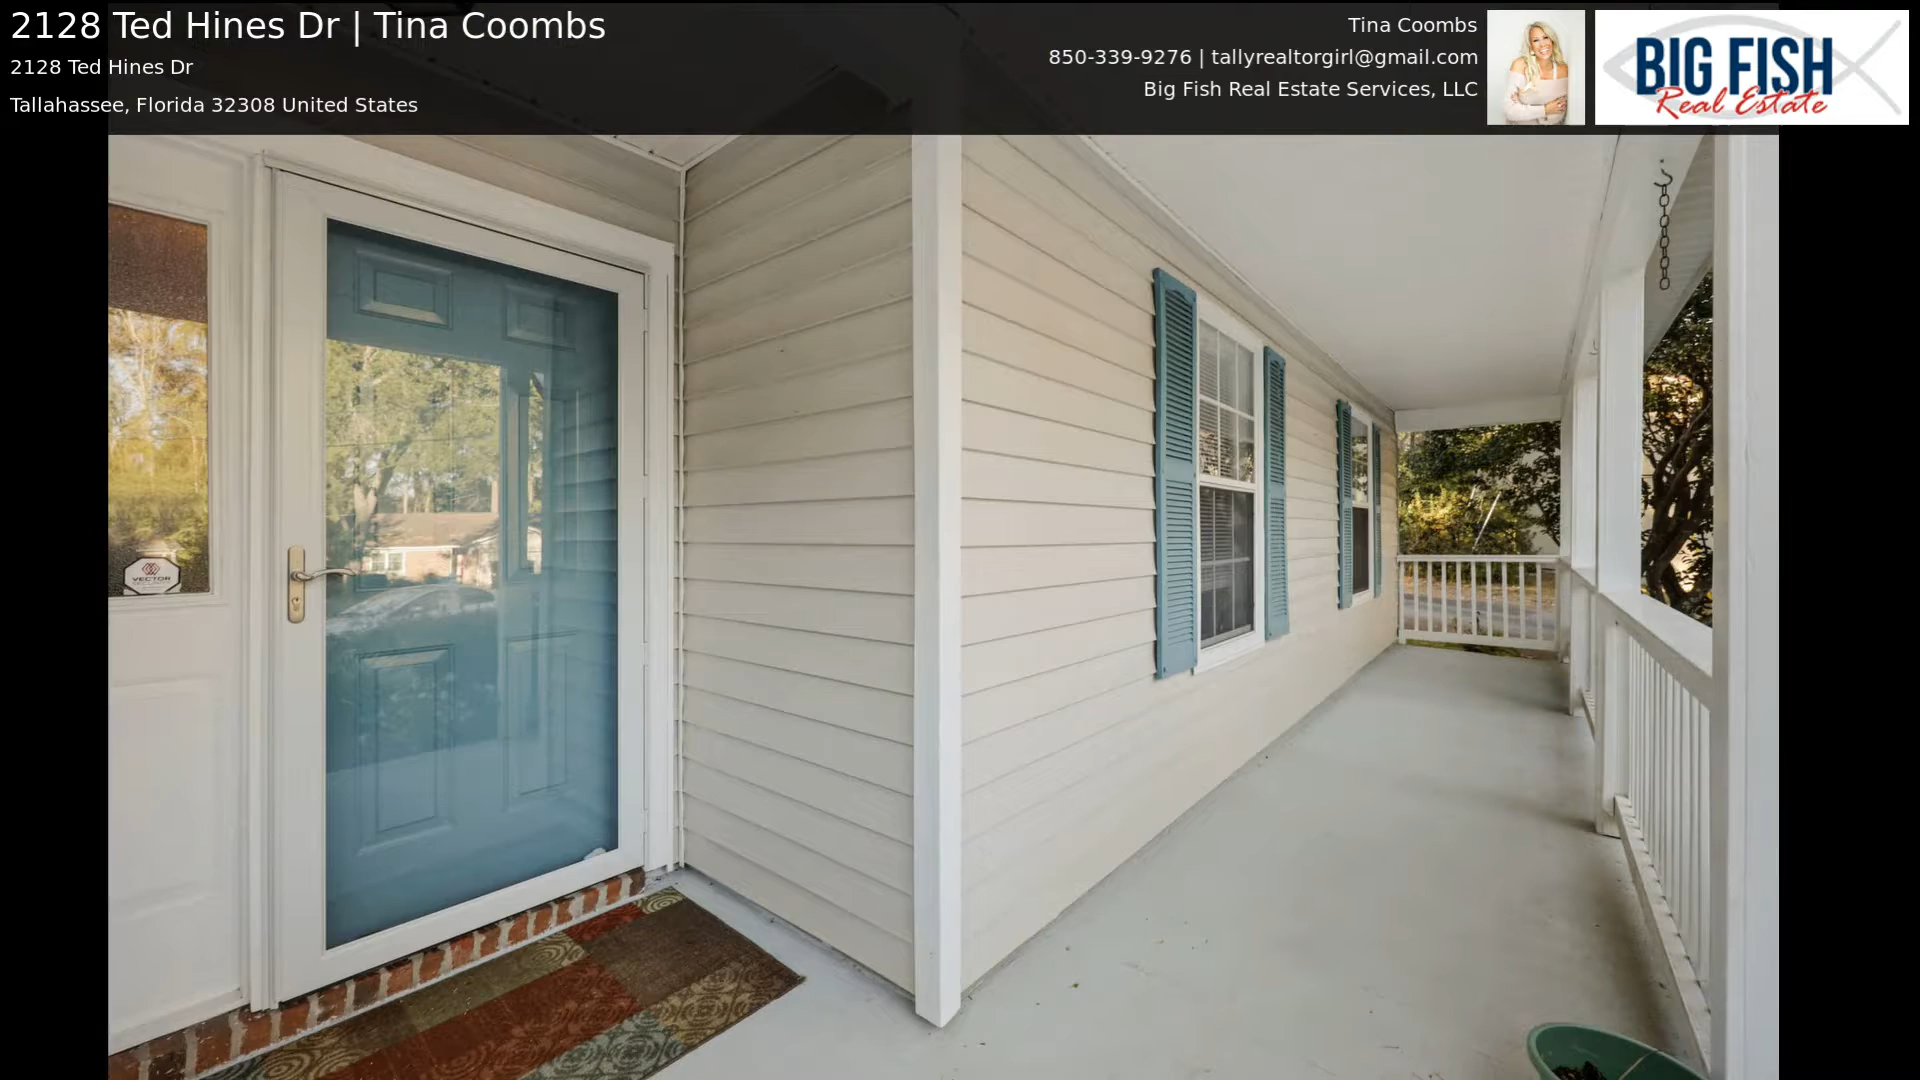 2128 Ted Hines Dr | Tina Coombs
2128 Ted Hines Dr
Tallahassee, Florida 32308 United States
Tina Coombs
850-339-9276 | tallyrealtorgirl@gmail.com
Big Fish Real Estate Services, LLC
BIG FISH
Real Estate
VECTOR
SECURITY